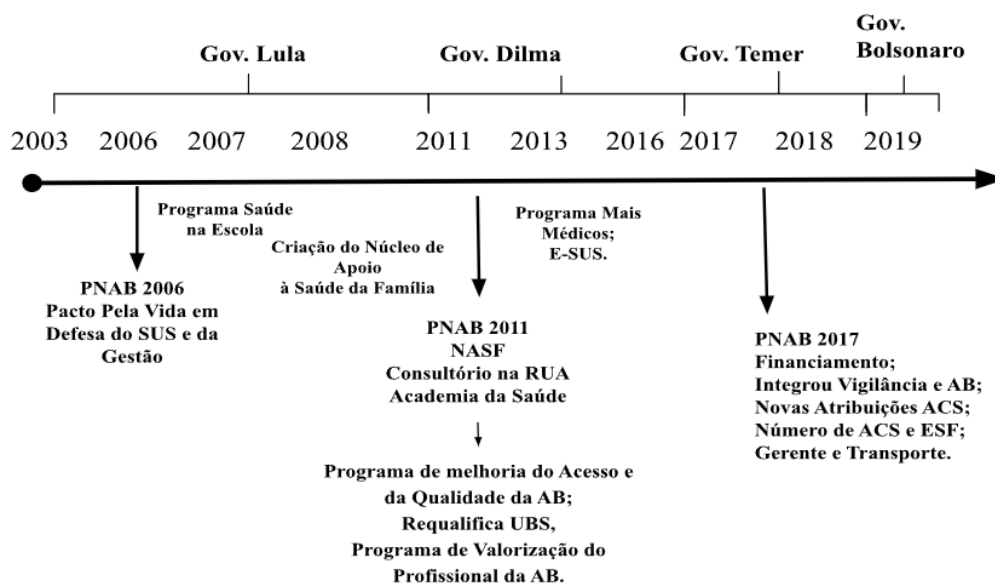 Gov. Lula
Gov. Dilma
Gov. Temer
Gov.
Bolsonaro
2003 2006 2007 2008 2011 2013 2016 2017 2018 2019
Programa Saúde
na Escola
Criação do Núcleo de
Apoio
à Saúde da Família
Programa Mais
Médicos;
E-SUS.
PNAB 2006
Pacto Pela Vida em
Defesa do SUS e da
Gestão
PNAB 2011
NASF
Consultório na RUA
Academia da Saúde
Programa de melhoria do Acesso e
da Qualidade da AB;
Requalifica UBS,
Programa de Valorização do
Profissional da AB.
PNAB 2017
Financiamento;
Integrou Vigilância e AB;
Novas Atribuições ACS;
Número de ACS e ESF;
Gerente e Transporte.